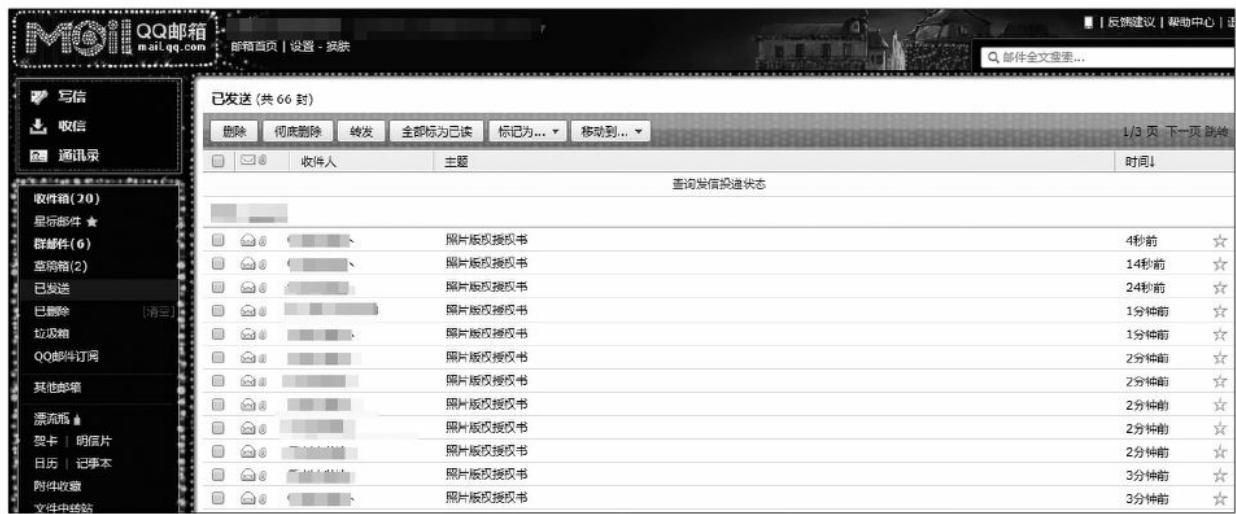 Mail QQ邮箱
mail.qq.com
邮箱首页 | 设置 - 换肤
| 反馈建议 | 帮助中心 |
邮件全文搜索...
写信
收信
通讯录
收件箱(20)
星标邮件 ★
群邮件(6)
草稿箱(2)
已发送
已删除 [清空]
垃圾箱
QQ邮件订阅
其他邮箱
漂流瓶
贺卡 | 明信片
日历 | 记事本
附件收藏
文件中转站
已发送 (共 66 封)
删除 彻底删除 转发 全部标为已读 标记为... 移动到... 1/3 页 下一页 跳转
收件人 主题 时间↓
查询发信投递状态
照片版权授权书 4秒前
照片版权授权书 14秒前
照片版权授权书 24秒前
照片版权授权书 1分钟前
照片版权授权书 1分钟前
照片版权授权书 2分钟前
照片版权授权书 2分钟前
照片版权授权书 2分钟前
照片版权授权书 2分钟前
照片版权授权书 2分钟前
照片版权授权书 3分钟前
照片版权授权书 3分钟前